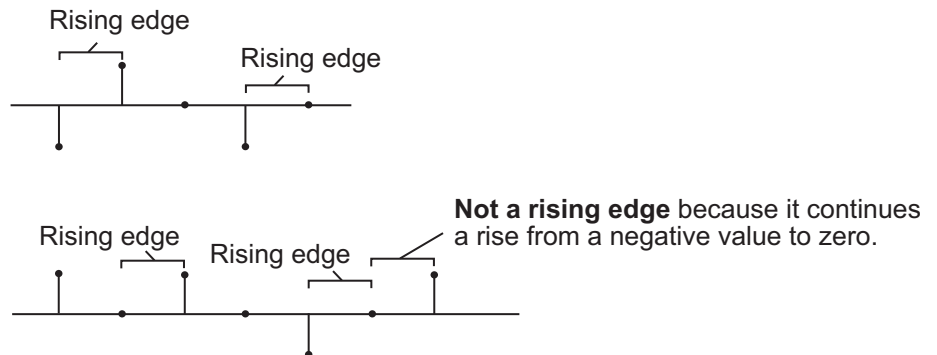 Rising edge
Rising edge
Not a rising edge because it continues
a rise from a negative value to zero.
Rising edge
Rising edge